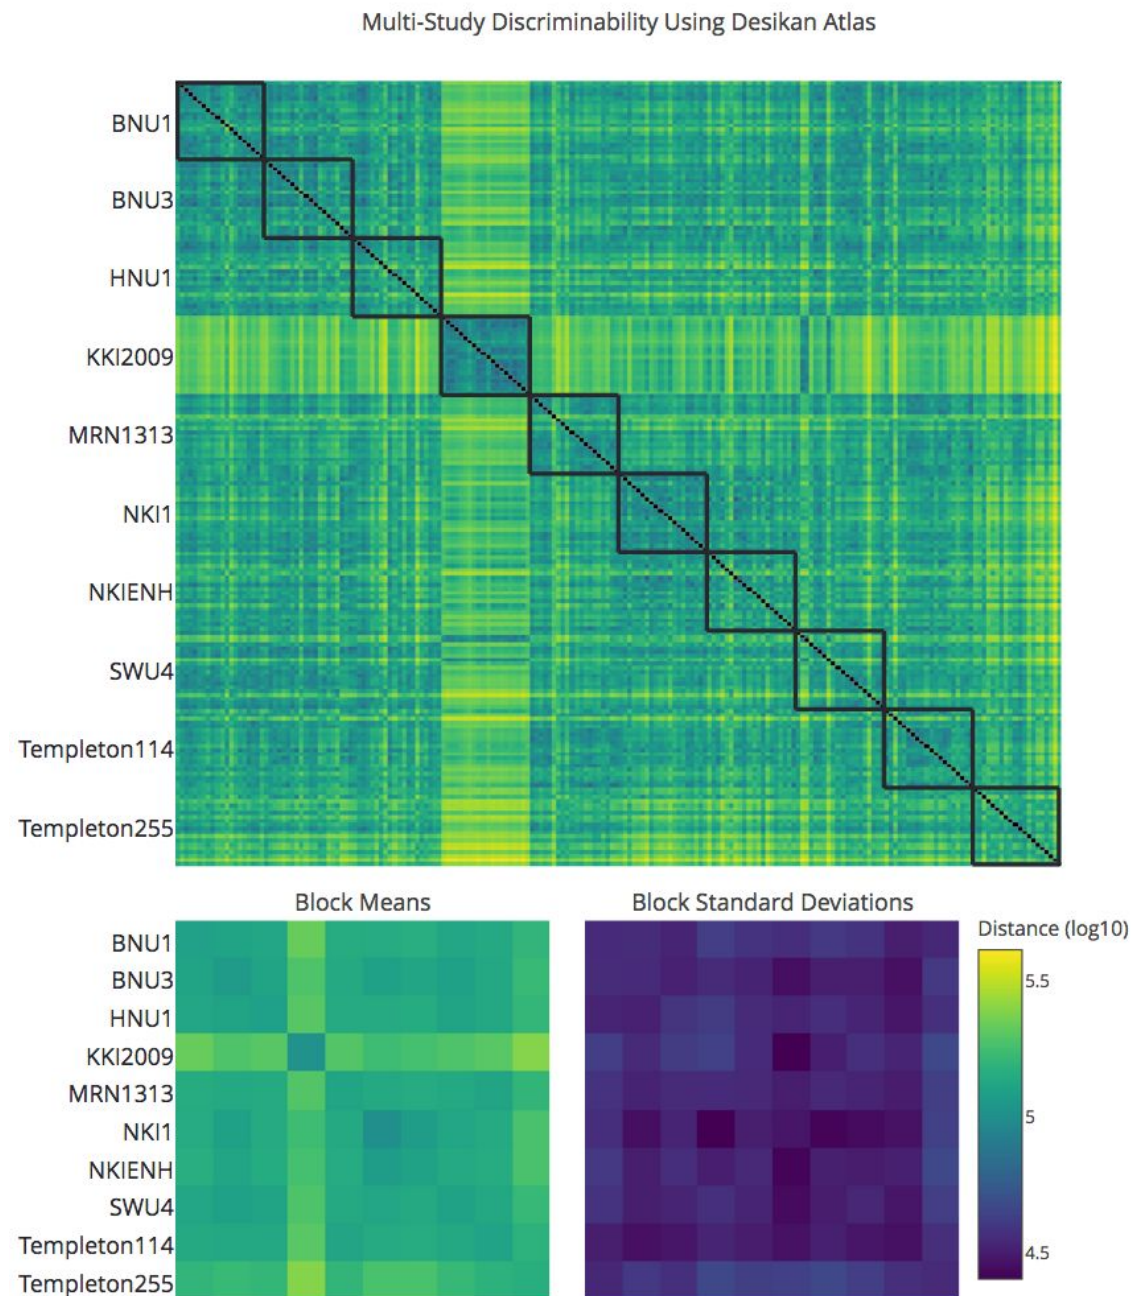 Multi-Study Discriminability Using Desikan Atlas
BNU1
BNU3
HNU1
KKI2009
MRN1313
NKI1
NKIENH
SWU4
Templeton114
Templeton255
Block Means
Block Standard Deviations
Distance (log10)
BNU1
BNU3
HNU1
KKI2009
MRN1313
NKI1
NKIENH
SWU4
Templeton114
Templeton255
5.5
5
4.5